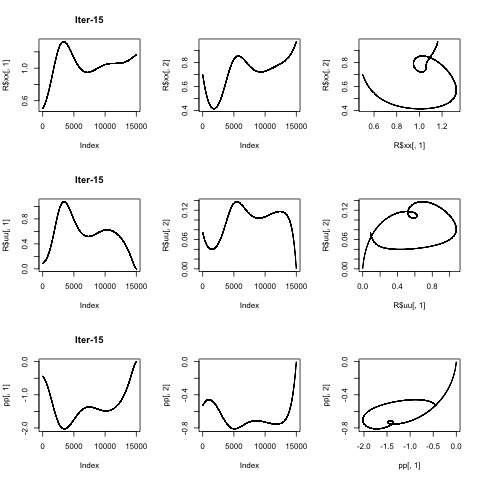 Iter-15
R$xx[, 1]
0.6 1.0
0 5000 10000 15000
Index
R$xx[, 2]
0.4 0.6 0.8
0 5000 10000 15000
Index
R$xx[, 2]
0.4 0.6 0.8
0.6 0.8 1.0 1.2
R$xx[, 1]
Iter-15
R$uu[, 1]
0.0 0.4 0.8
0 5000 10000 15000
Index
R$uu[, 2]
0.00 0.06 0.12
0 5000 10000 15000
Index
R$uu[, 2]
0.00 0.06 0.12
0.0 0.4 0.8
R$uu[, 1]
Iter-15
pp[, 1]
-2.0 -1.0 0.0
0 5000 10000 15000
Index
pp[, 2]
-0.8 -0.4 0.0
0 5000 10000 15000
Index
pp[, 2]
-0.8 -0.4 0.0
-2.0 -1.5 -1.0 -0.5 0.0
pp[, 1]